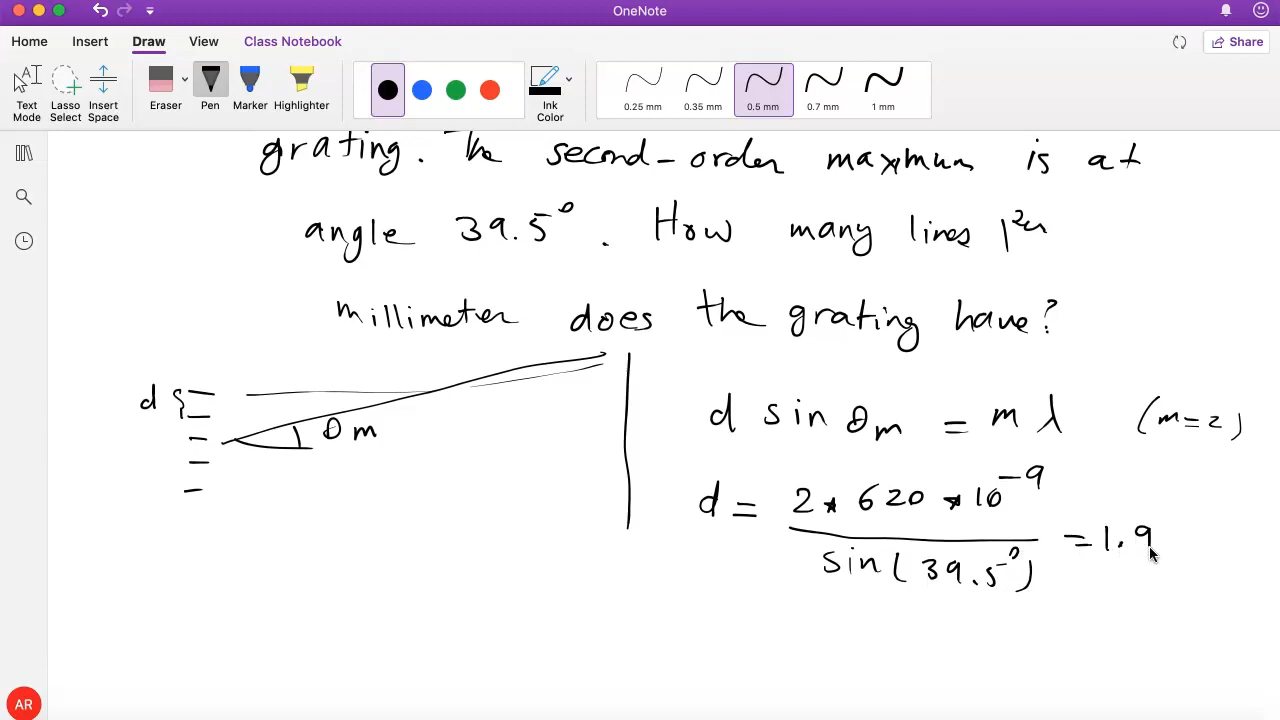 OneNote
Home Insert Draw View Class Notebook
Share
Text Mode
Lasso Select
Insert Space
Eraser
Pen
Marker
Highlighter
Ink Color
0.25 mm
0.35 mm
0.5 mm
0.7 mm
1 mm
grating. The second-order maxmum is at
angle 39.5°. How many lines per
millimeter does the grating have?
d
θm
d sin θm = m λ (m=2)
d = 2 * 620 * 10^-9 / sin(39.5°) = 1.9
AR